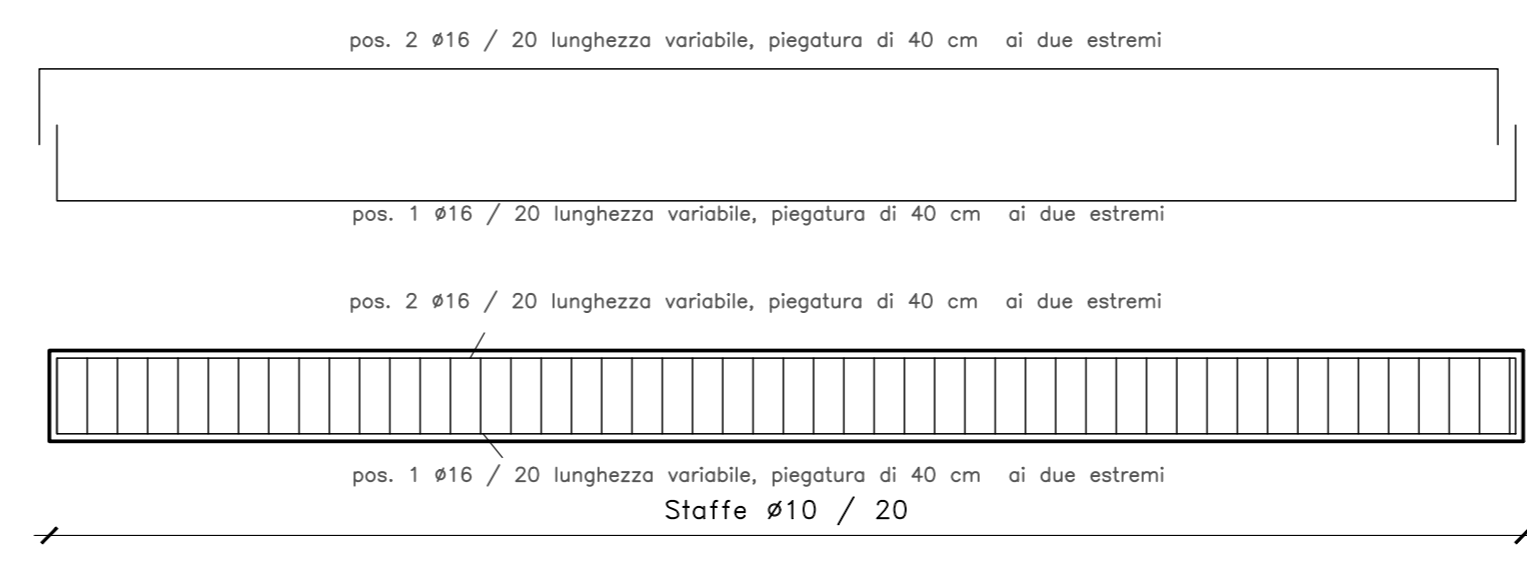 pos. 2 ø16 / 20 lunghezza variabile, piegatura di 40 cm ai due estremi
pos. 1 ø16 / 20 lunghezza variabile, piegatura di 40 cm ai due estremi
pos. 2 ø16 / 20 lunghezza variabile, piegatura di 40 cm ai due estremi
pos. 1 ø16 / 20 lunghezza variabile, piegatura di 40 cm ai due estremi
Staffe ø10 / 20